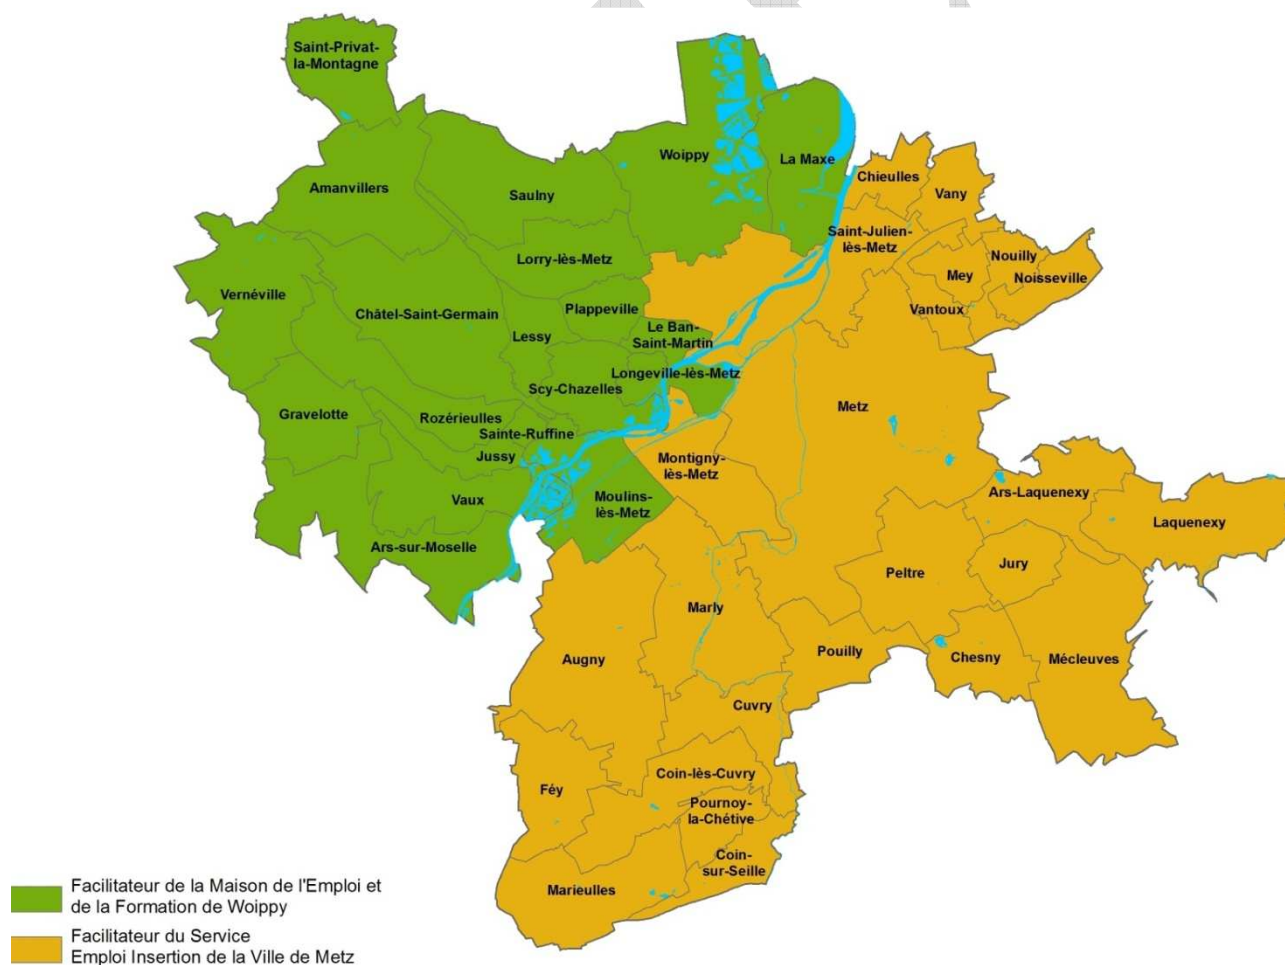 Saint-Privat-
la-Montagne
Woippy
La Maxe
Amanvillers
Saulny
Chieulles
Vany
Saint-Julien-
lès-Metz
Lorry-lès-Metz
Nouilly
Mey
Noisseville
Vernéville
Plappeville
Vantoux
Châtel-Saint-Germain
Le Ban-
Saint-Martin
Lessy
Longeville-lès-Metz
Scy-Chazelles
Metz
Gravelotte
Rozérieulles
Sainte-Ruffine
Jussy
Montigny-
lès-Metz
Vaux
Moulins-
lès-Metz
Ars-Laquenexy
Laquenexy
Ars-sur-Moselle
Peltre
Jury
Marly
Augny
Pouilly
Chesny
Mécleuves
Cuvry
Coin-lès-Cuvry
Féy
Pournoy-
la-Chétive
Coin-
sur-Seille
Marieulles
Facilitateur de la Maison de l'Emploi et
de la Formation de Woippy
Facilitateur du Service
Emploi Insertion de la Ville de Metz